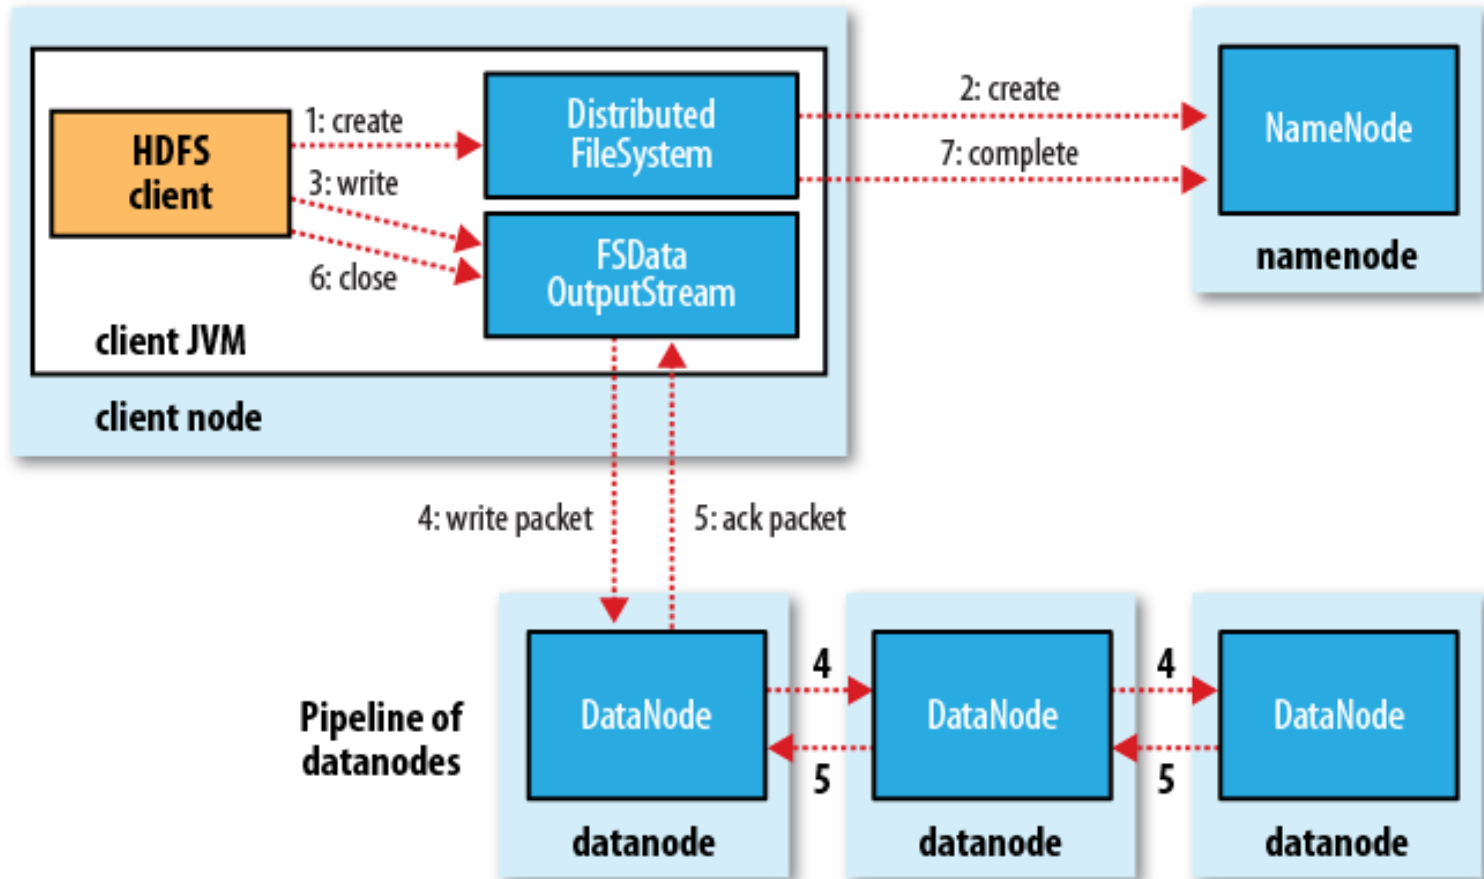 HDFS
client
1: create
3: write
6: close
Distributed
FileSystem
FSData
OutputStream
client JVM
client node
2: create
7: complete
NameNode
namenode
4: write packet
5: ack packet
Pipeline of
datanodes
DataNode
datanode
4
5
DataNode
datanode
4
5
DataNode
datanode